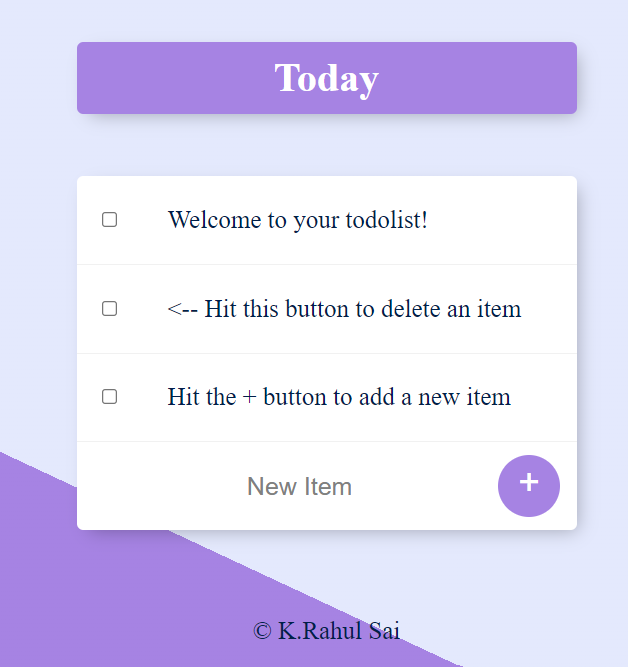 Today
Welcome to your todolist!
<-- Hit this button to delete an item
Hit the + button to add a new item
New Item
+
© K.Rahul Sai